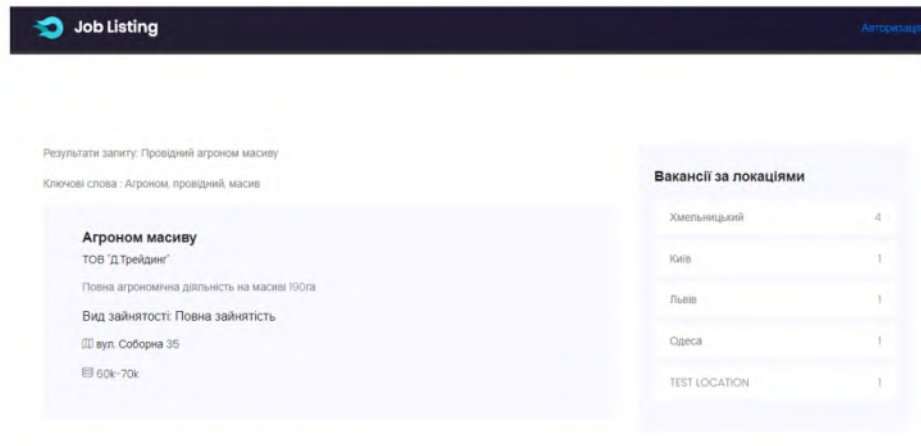 Job Listing
Авторизація
Результати запиту: Провідний агроном масиву
Ключові слова : Агроном, провідний, масив
Агроном масиву
ТОВ "Д.Трейдинг"
Повна агрономічна діяльність на масиві 190га
Вид зайнятості: Повна зайнятість
вул. Соборна 35
60k-70k
Вакансії за локаціями
Хмельницький 4
Київ 1
Львів 1
Одеса 1
TEST LOCATION 1